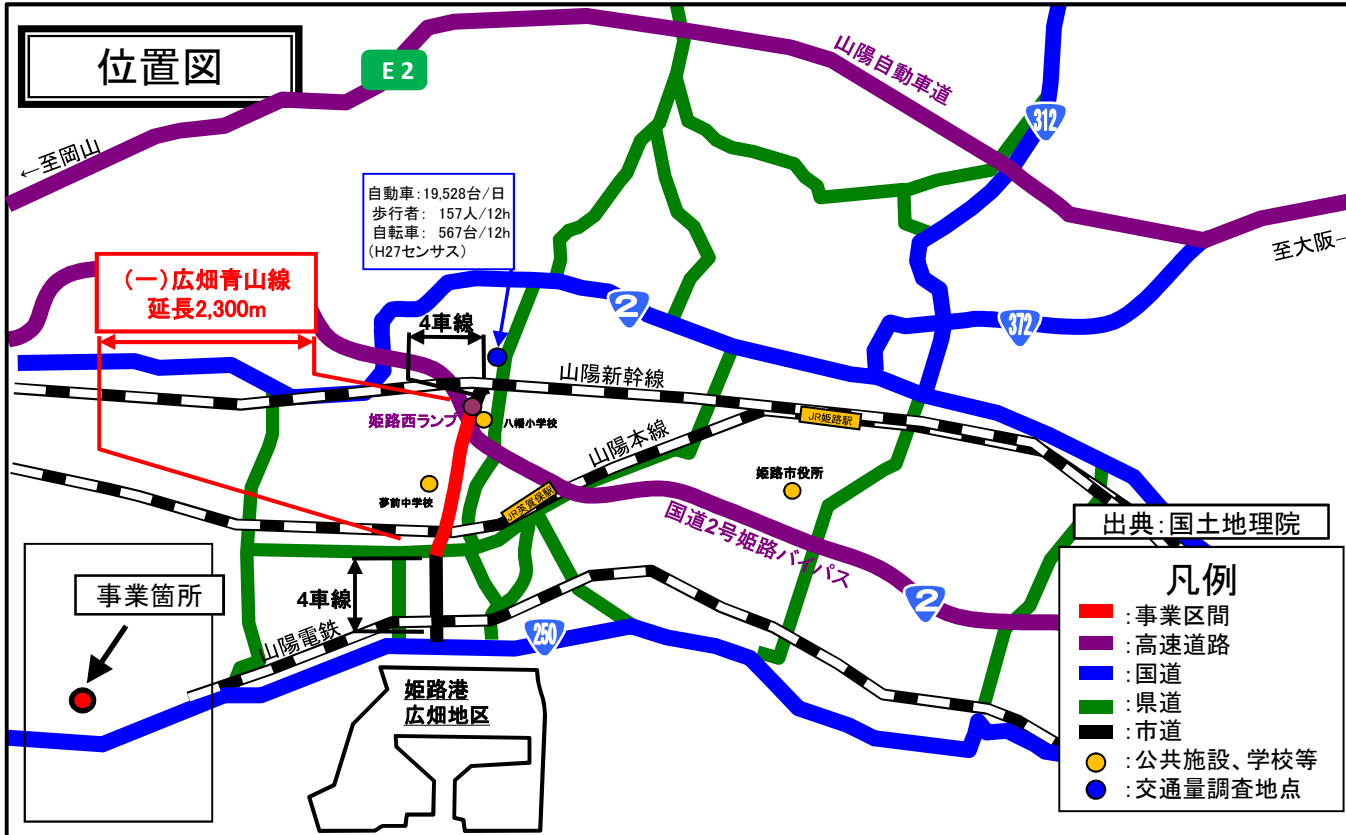 位置図
E 2
山陽自動車道
312
←至岡山
自動車:19,528台/日
歩行者: 157人/12h
自転車: 567台/12h
(H27センサス)
至大阪→
(一)広畑青山線
延長2,300m
4車線
2
372
山陽新幹線
姫路西ランプ
八幡小学校
JR姫路駅
山陽本線
夢前中学校
JR英賀保駅
姫路市役所
国道2号姫路バイパス
出典:国土地理院
事業箇所
4車線
山陽電鉄
250
2
姫路港
広畑地区
凡例
:事業区間
:高速道路
:国道
:県道
:市道
:公共施設、学校等
:交通量調査地点